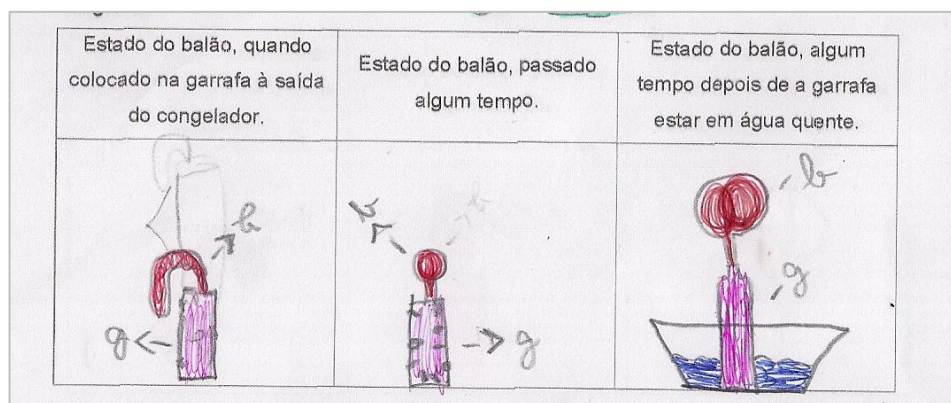 Estado do balão, quando
colocado na garrafa à saída
do congelador.
Estado do balão, passado
algum tempo.
Estado do balão, algum
tempo depois de a garrafa
estar em água quente.
b
g
b
b
g
b
g